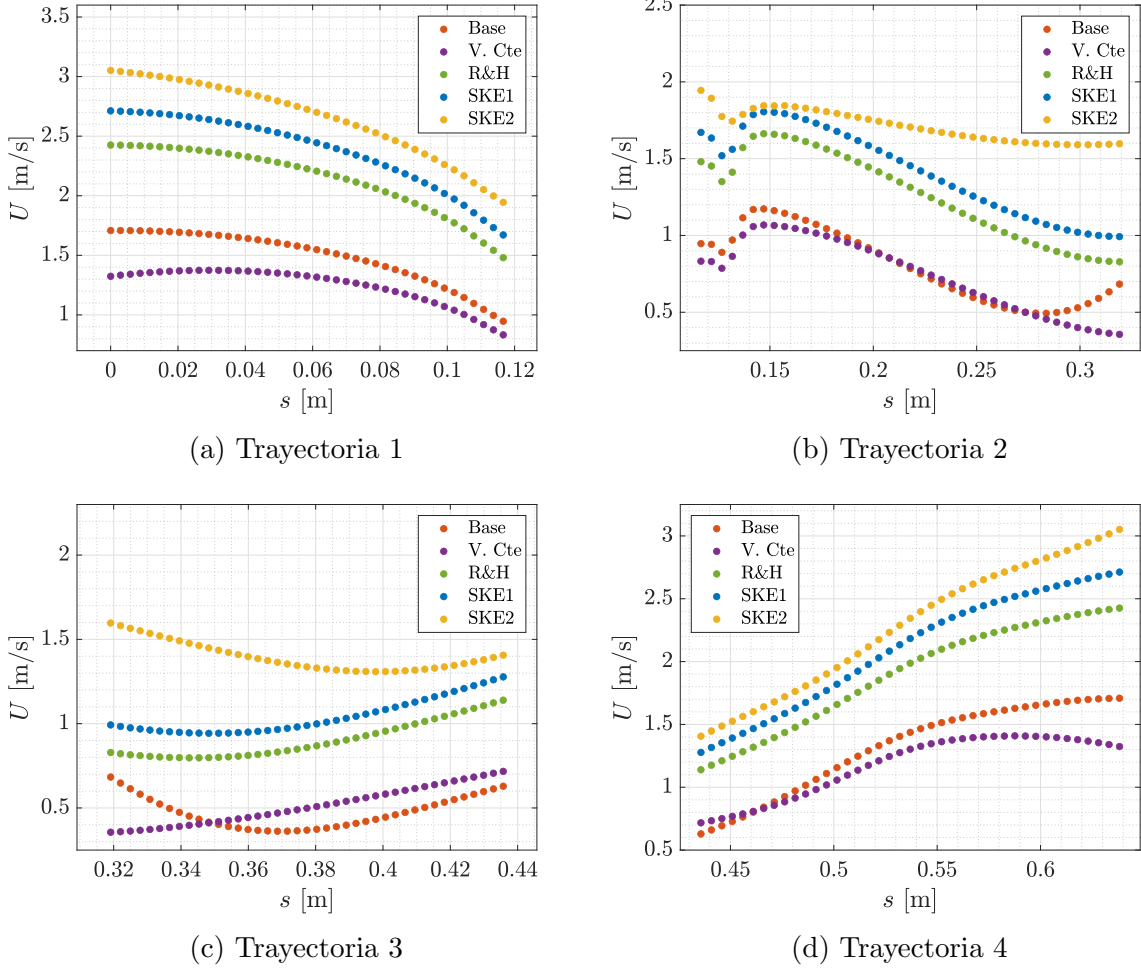 3.5
3
2.5
2
1.5
1
U [m/s]
Base
V. Cte
R&H
SKE1
SKE2
0 0.02 0.04 0.06 0.08 0.1 0.12
s [m]
(a) Trayectoria 1
2.5
2
1.5
1
0.5
U [m/s]
Base
V. Cte
R&H
SKE1
SKE2
0.15 0.2 0.25 0.3
s [m]
(b) Trayectoria 2
2
1.5
1
0.5
U [m/s]
Base
V. Cte
R&H
SKE1
SKE2
0.32 0.34 0.36 0.38 0.4 0.42 0.44
s [m]
(c) Trayectoria 3
3
2.5
2
1.5
1
0.5
U [m/s]
Base
V. Cte
R&H
SKE1
SKE2
0.45 0.5 0.55 0.6
s [m]
(d) Trayectoria 4